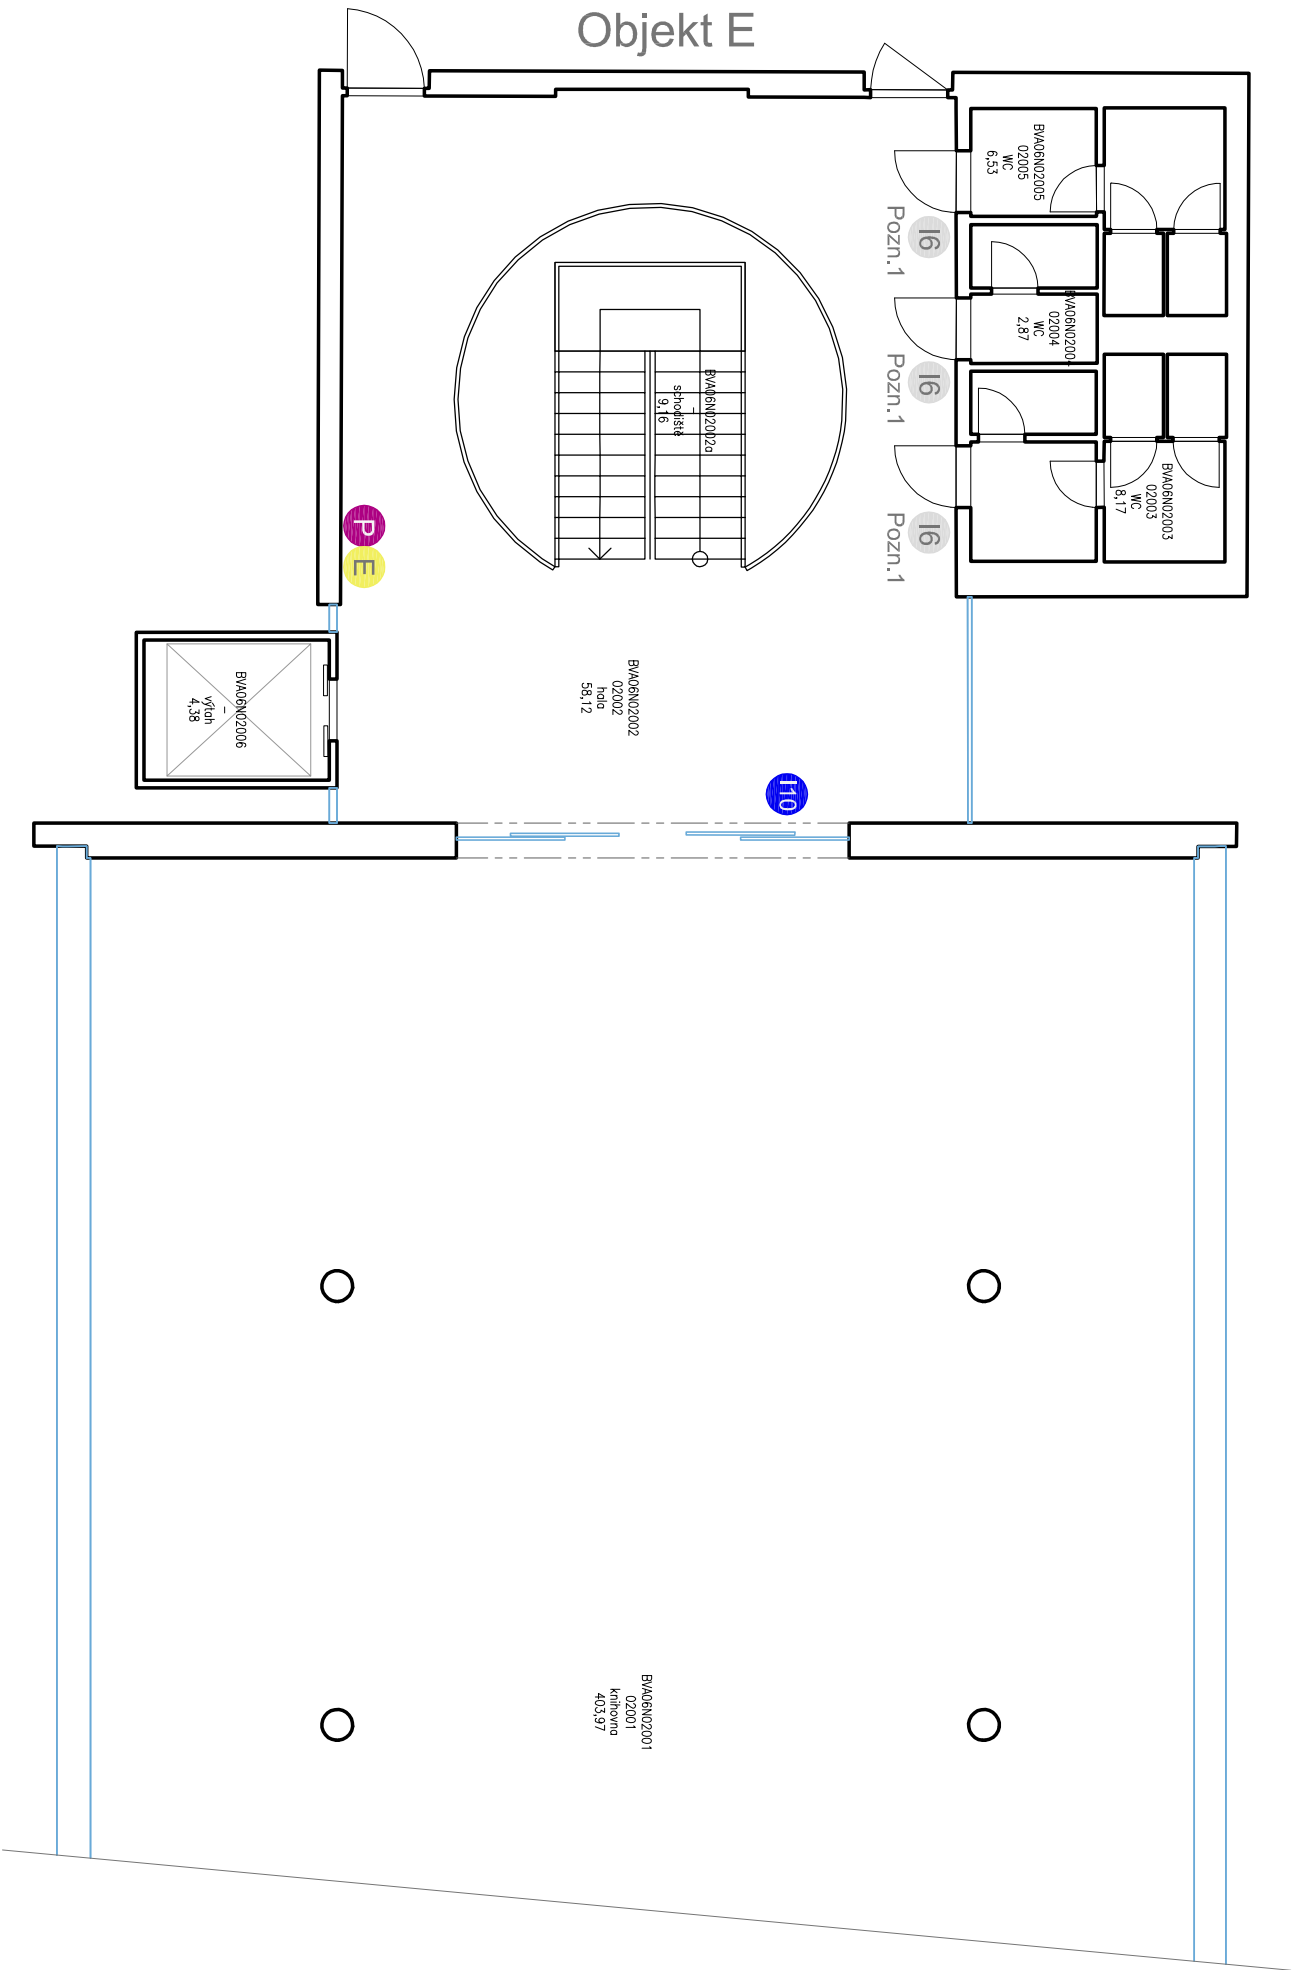 Objekt E
BVA06N02005
02005
WC
6,53
I6
Pozn.1
BVA06N02004
02004
WC
2,87
I6
Pozn.1
BVA06N02002a
–
schodiště
9,16
BVA06N02003
02003
WC
8,17
I6
Pozn.1
P
E
BVA06N02002
02002
hala
58,12
BVA06N02006
–
výtah
4,38
I10
BVA06N02001
02001
knihovna
403,97